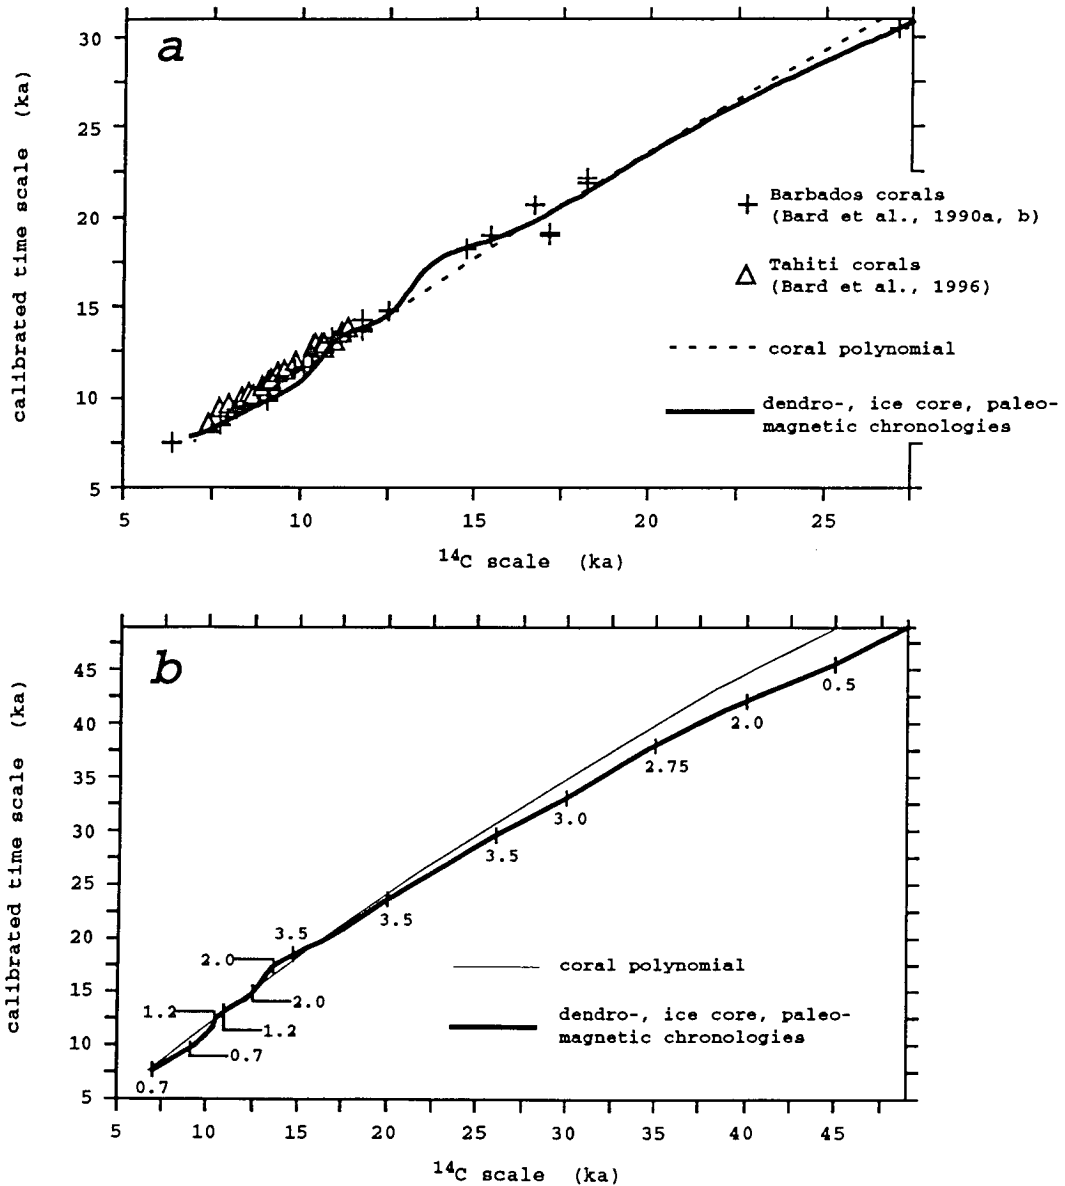 a
30
25
20
15
10
5
calibrated time scale (ka)
5
10
15
20
25
14C scale (ka)
Barbados corals
(Bard et al., 1990a, b)
Tahiti corals
(Bard et al., 1996)
coral polynomial
dendro-, ice core, paleo-
magnetic chronologies
b
45
40
35
30
25
20
15
10
5
calibrated time scale (ka)
0.5
2.0
2.75
3.0
3.5
3.5
3.5
2.0
2.0
1.2
1.2
0.7
0.7
coral polynomial
dendro-, ice core, paleo-
magnetic chronologies
5
10
15
20
25
30
35
40
45
14C scale (ka)